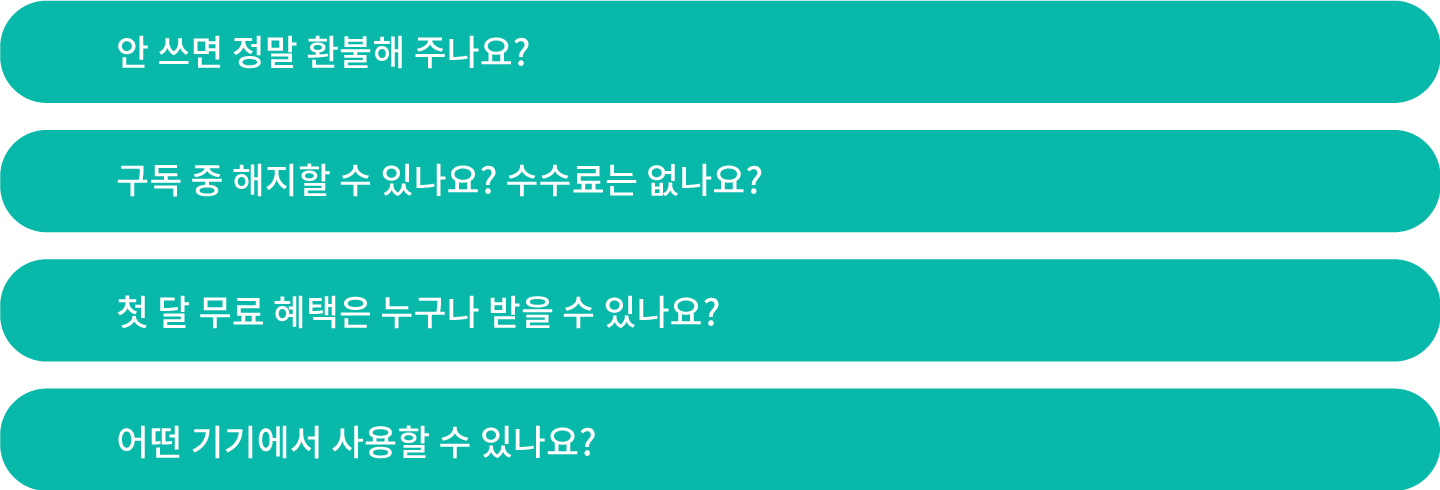 안 쓰면 정말 환불해 주나요?
구독 중 해지할 수 있나요? 수수료는 없나요?
첫 달 무료 혜택은 누구나 받을 수 있나요?
어떤 기기에서 사용할 수 있나요?